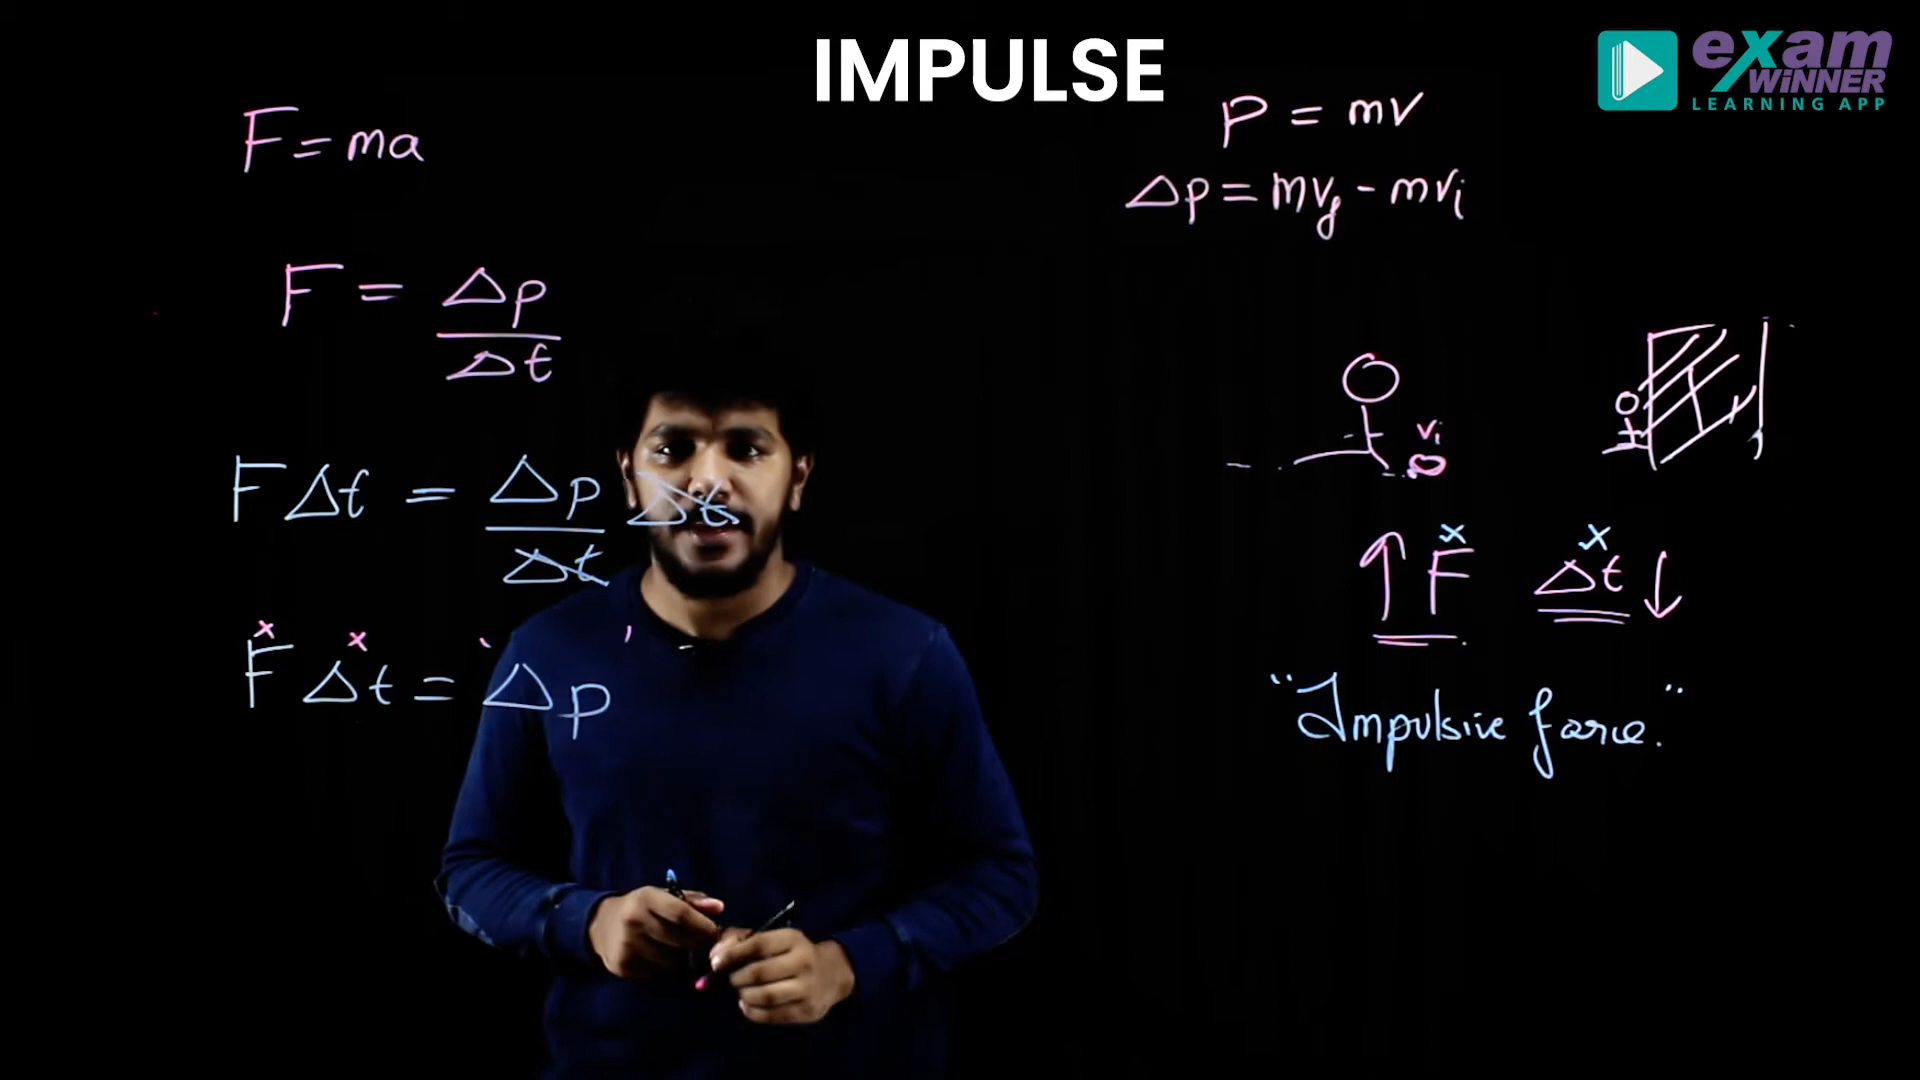 IMPULSE
exam
WiNNER
LEARNING APP
F = ma
P = mv
Δp = mvf - mvi
F = Δp/Δt
vi
FΔt = Δp/Δt Δt
↑ F Δt ↓
x x
F Δt = Δp
x x
"Impulsive force."